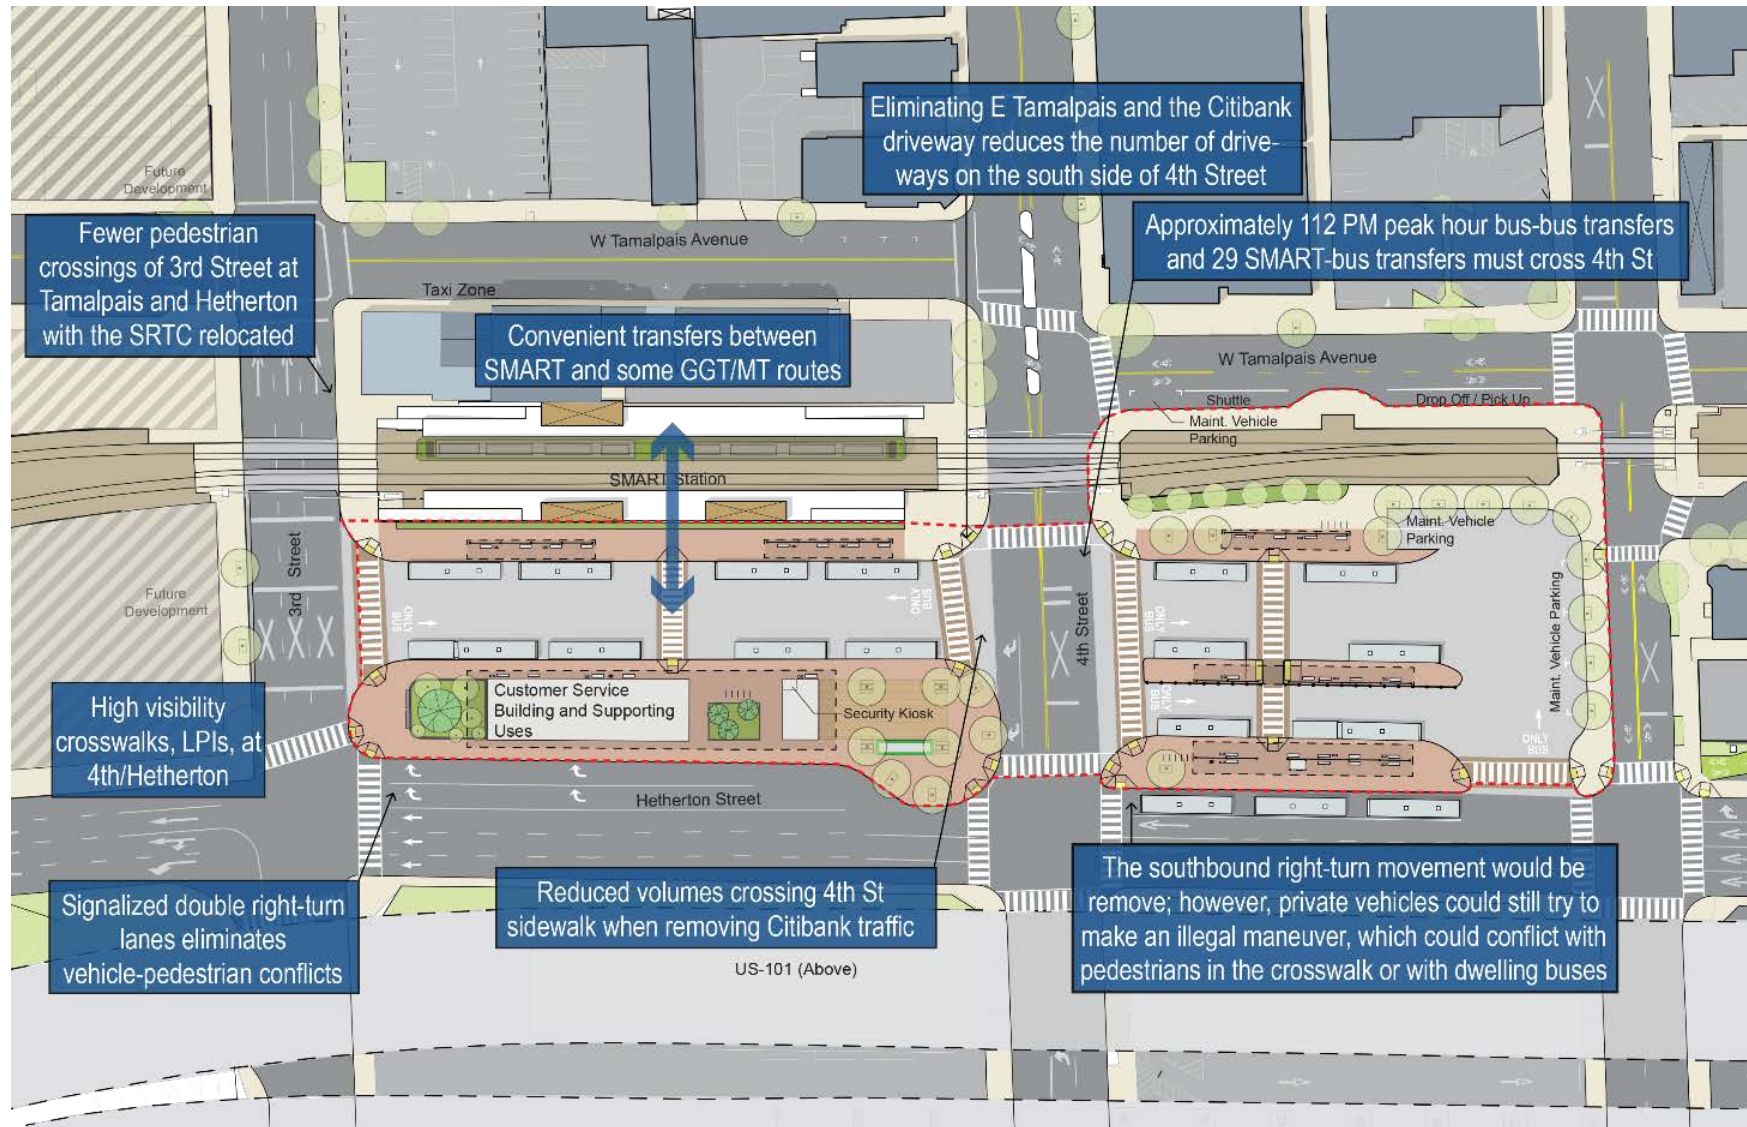 Future
Development
Eliminating E Tamalpais and the Citibank
driveway reduces the number of drive-
ways on the south side of 4th Street
Fewer pedestrian
crossings of 3rd Street at
Tamalpais and Hetherton
with the SRTC relocated
W Tamalpais Avenue
Taxi Zone
Approximately 112 PM peak hour bus-bus transfers
and 29 SMART-bus transfers must cross 4th St
Convenient transfers between
SMART and some GGT/MT routes
W Tamalpais Avenue
Shuttle
Drop Off / Pick Up
Maint. Vehicle
Parking
SMART Station
Maint. Vehicle
Parking
3rd Street
Future
Development
ONLY
BUS
ONLY
BUS
4th Street
ONLY
BUS
Maint. Vehicle Parking
Customer Service
Building and Supporting
Uses
Security Kiosk
ONLY
BUS
ONLY
BUS
High visibility
crosswalks, LPIs, at
4th/Hetherton
Hetherton Street
Signalized double right-turn
lanes eliminates
vehicle-pedestrian conflicts
Reduced volumes crossing 4th St
sidewalk when removing Citibank traffic
The southbound right-turn movement would be
remove; however, private vehicles could still try to
make an illegal maneuver, which could conflict with
pedestrians in the crosswalk or with dwelling buses
US-101 (Above)